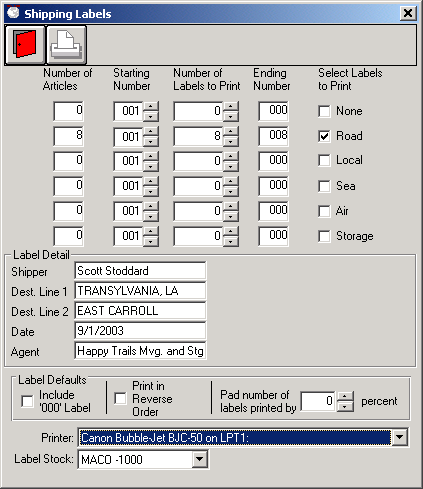 Shipping Labels
Number of Articles Starting Number Number of Labels to Print Ending Number Select Labels to Print
0 001 0 000 None
8 001 8 008 Road
0 001 0 000 Local
0 001 0 000 Sea
0 001 0 000 Air
0 001 0 000 Storage
Label Detail
Shipper Scott Stoddard
Dest. Line 1 TRANSYLVANIA, LA
Dest. Line 2 EAST CARROLL
Date 9/1/2003
Agent Happy Trails Mvg. and Stg
Label Defaults
Include '000' Label Print in Reverse Order Pad number of labels printed by 0 percent
Printer: Canon Bubble-Jet BJC-50 on LPT1:
Label Stock: MACO -1000